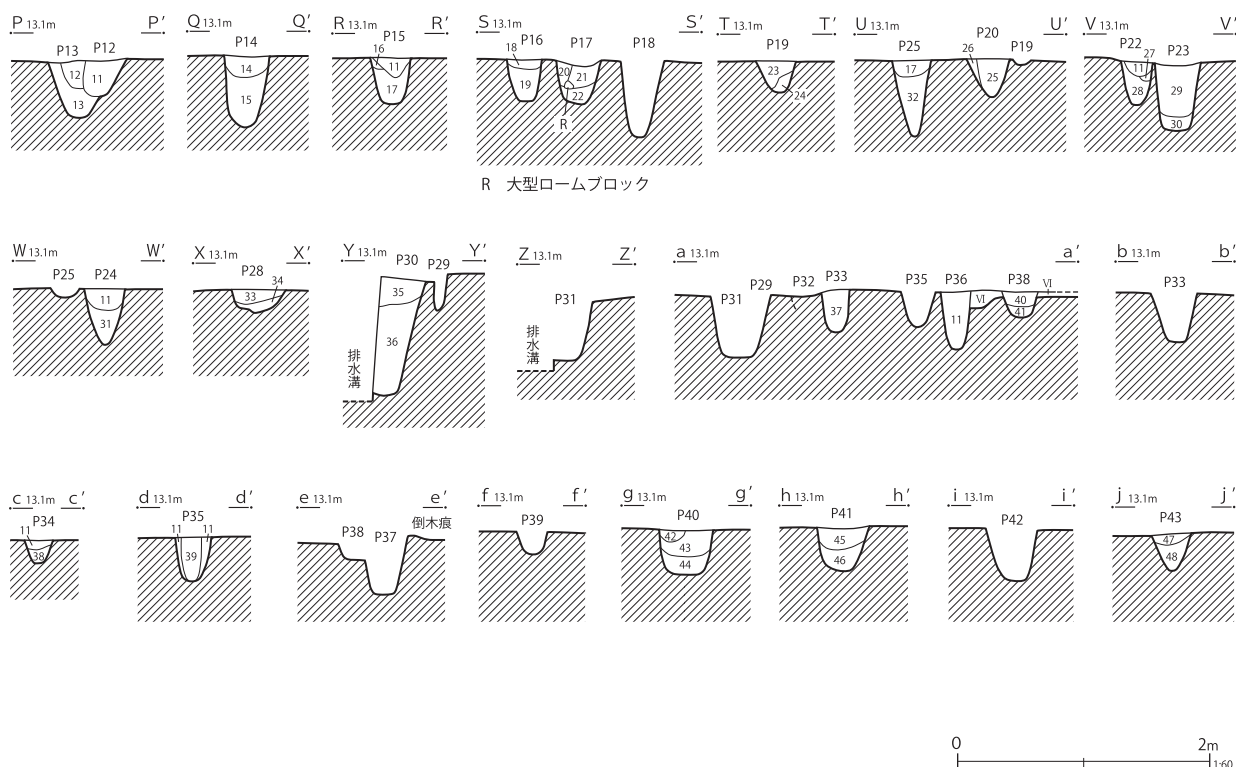 P 13.1m P′ Q 13.1m Q′ R 13.1m R′ S 13.1m S′ T 13.1m T′ U 13.1m U′ V 13.1m V′
P13 P12 P14 P15 P16 P17 P18 P19 P25 P20 P19 P22 P23
12 11 13
14 15
16 11 17
18 19 20 21 22 R
23 24
17 32 26 25
11 27 28 29 30
R 大型ロームブロック
W 13.1m W′ X 13.1m X′ Y 13.1m Y′ Z 13.1m Z′ a 13.1m a′ b 13.1m b′
P25 P24 P28 P30 P29 P31 P31 P29 P32 P33 P35 P36 P38 P33
11 31
33 34
35 36
排水溝
排水溝
37 11 Ⅵ 40 41 Ⅵ
c 13.1m c′ d 13.1m d′ e 13.1m e′ f 13.1m f′ g 13.1m g′ h 13.1m h′ i 13.1m i′ j 13.1m j′
P34 P35 P38 P37 倒木痕 P39 P40 P41 P42 P43
11 38
11 11 39
42 43 44
45 46
47 48
0 2m
1:60